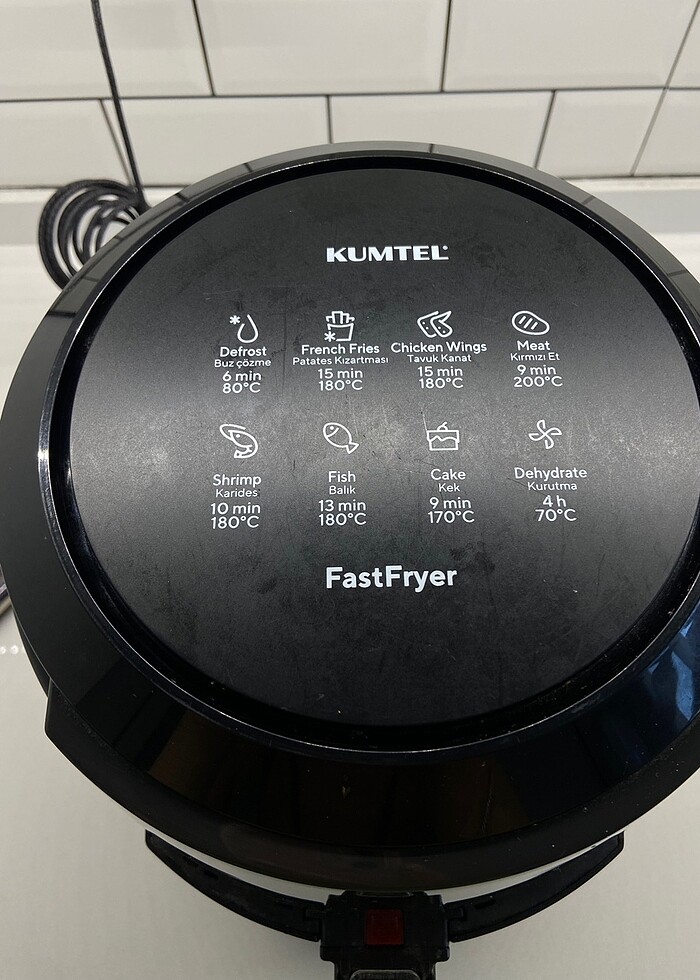 KUMTEL®
Defrost
Buz çözme
6 min
80°C
French Fries
Patates Kızartması
15 min
180°C
Chicken Wings
Tavuk Kanat
15 min
180°C
Meat
Kırmızı Et
9 min
200°C
Shrimp
Karides
10 min
180°C
Fish
Balık
13 min
180°C
Cake
Kek
9 min
170°C
Dehydrate
Kurutma
4 h
70°C
FastFryer